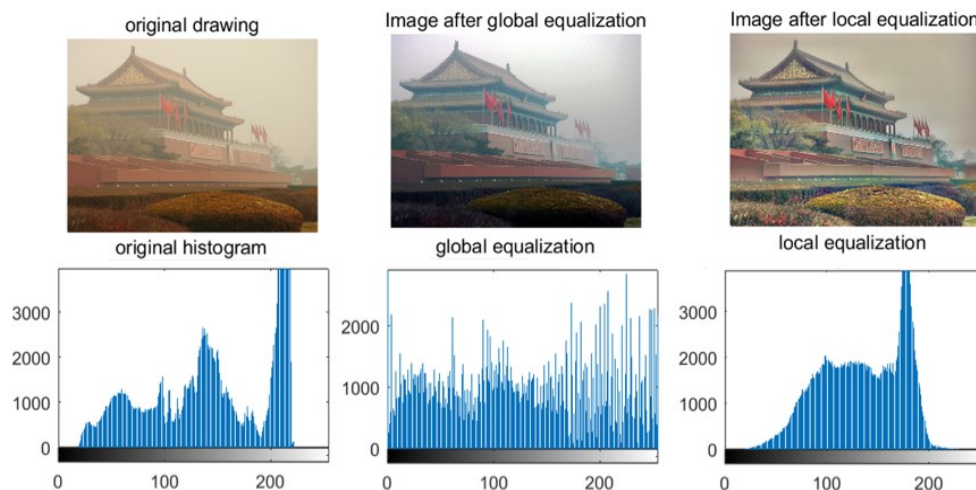 original drawing
Image after global equalization
Image after local equalization
original histogram
global equalization
local equalization
3000
2000
1000
0
0 100 200
2000
1000
0
0 100 200
3000
2000
1000
0
0 100 200